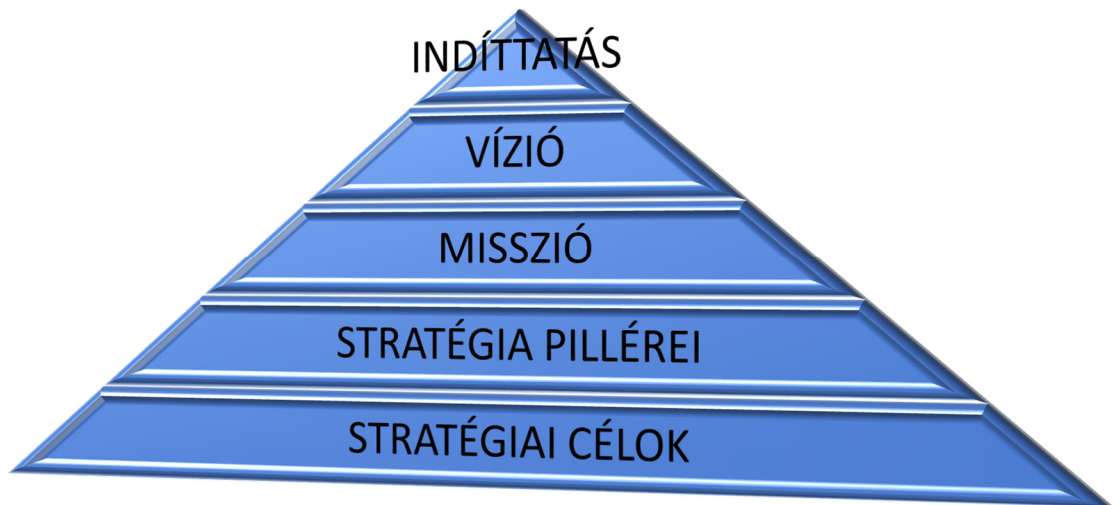 INDÍTTATÁS
VÍZIÓ
MISSZIÓ
STRATÉGIA PILLÉREI
STRATÉGIAI CÉLOK